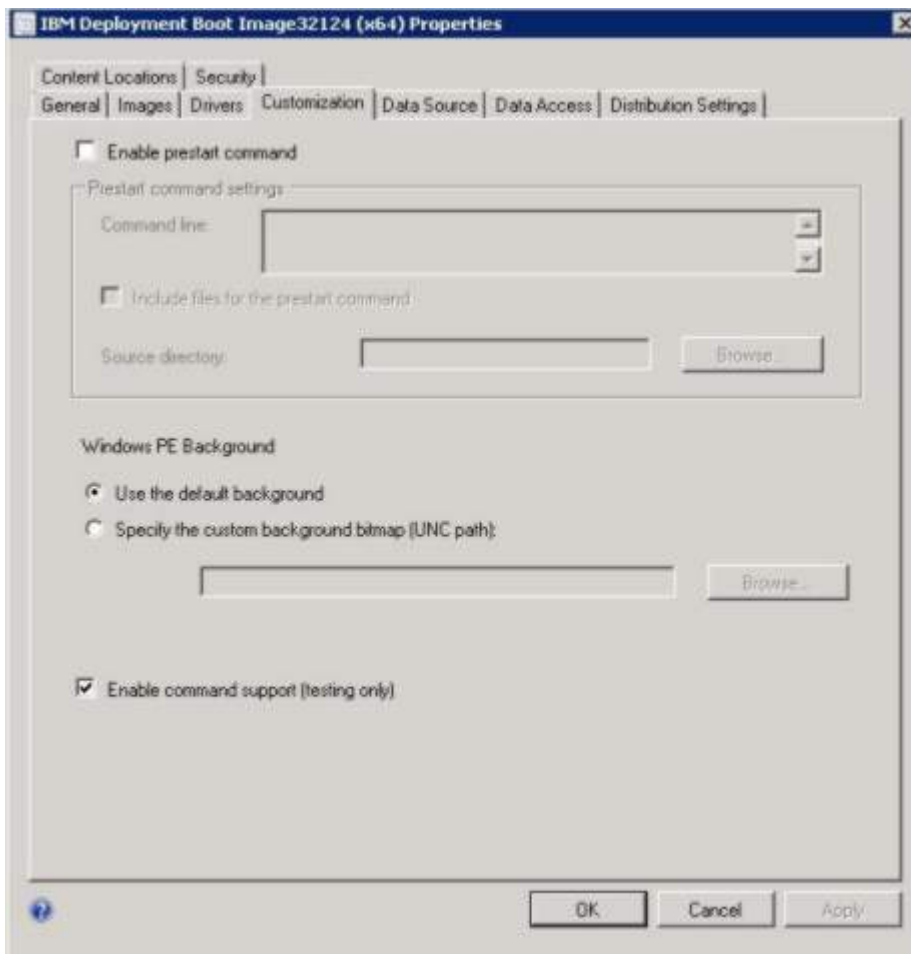 IBM Deployment Boot Image32124 (x64) Properties
Content Locations Security
General Images Drivers Customization Data Source Data Access Distribution Settings
Enable prestart command
Prestart command settings
Command line:
Include files for the prestart command
Source directory: Browse...
Windows PE Background
Use the default background
Specify the custom background bitmap (UNC path):
Browse...
Enable command support (testing only)
OK Cancel Apply